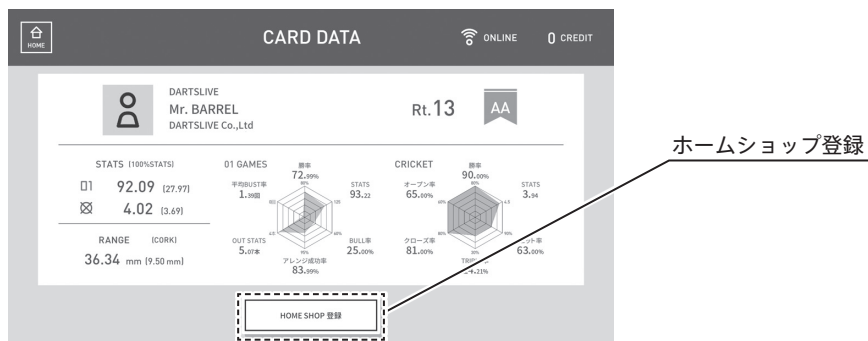 HOME
CARD DATA
ONLINE
0 CREDIT
DARTSLIVE
Mr. BARREL
DARTSLIVE Co.,Ltd
Rt.13
AA
STATS (100%STATS)
01 92.09 (27.97)
4.02 (3.69)
RANGE (CORK)
36.34 mm (9.50 mm)
01 GAMES
勝率
72.99%
80%
平均BUST率
1.39回
STATS
93.22
120
OUT STATS
5.07本
BULL率
25.00%
アレンジ成功率
83.99%
CRICKET
勝率
90.00%
オープン率
65.00%
STATS
3.94
クローズ率
81.00%
63.00%
HOME SHOP 登録
ホームショップ登録